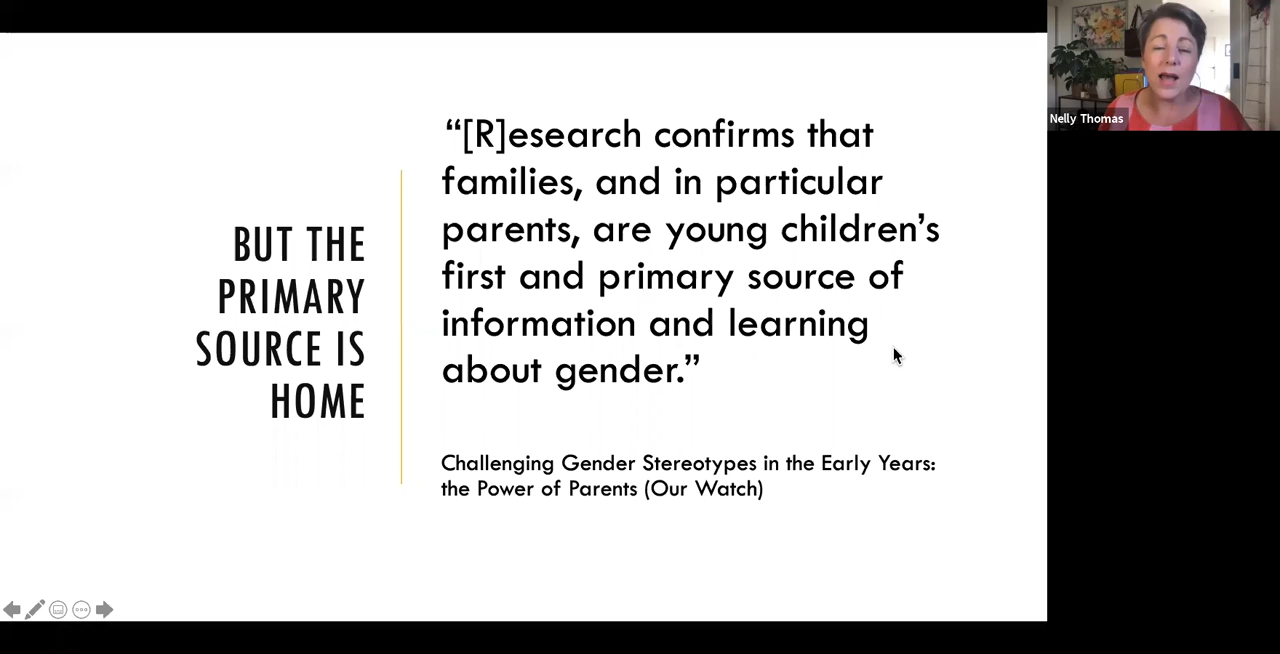 BUT THE
PRIMARY
SOURCE IS
HOME
“[R]esearch confirms that
families, and in particular
parents, are young children’s
first and primary source of
information and learning
about gender.”
Challenging Gender Stereotypes in the Early Years:
the Power of Parents (Our Watch)
Nelly Thomas